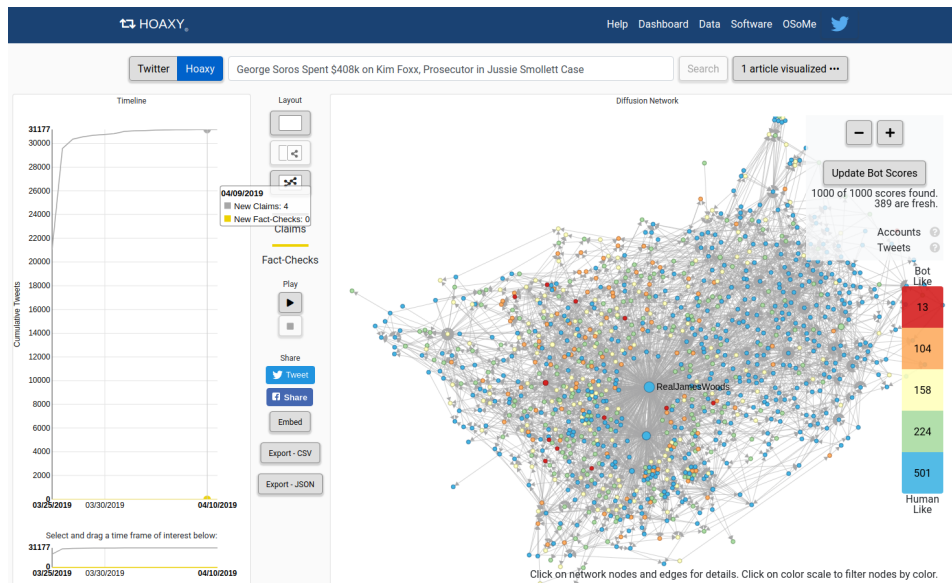 HOAXY®
Help Dashboard Data Software OSoMe
Twitter Hoaxy George Soros Spent $408k on Kim Foxx, Prosecutor in Jussie Smollett Case Search 1 article visualized •••
Timeline
31177
30000
28000
26000
24000
22000
20000
18000
16000
14000
12000
10000
8000
6000
4000
2000
0
Cumulative Tweets
03/25/2019 03/30/2019 04/10/2019
04/09/2019
New Claims: 4
New Fact-Checks: 0
Select and drag a time frame of interest below:
31177
0
03/25/2019 03/30/2019 04/10/2019
Layout
Claims
Fact-Checks
Play
Share
Tweet
Share
Embed
Export - CSV
Export - JSON
Diffusion Network
RealJamesWoods
− +
Update Bot Scores
1000 of 1000 scores found.
389 are fresh.
Accounts ?
Tweets ?
Bot
Like
13
104
158
224
501
Human
Like
Click on network nodes and edges for details. Click on color scale to filter nodes by color.